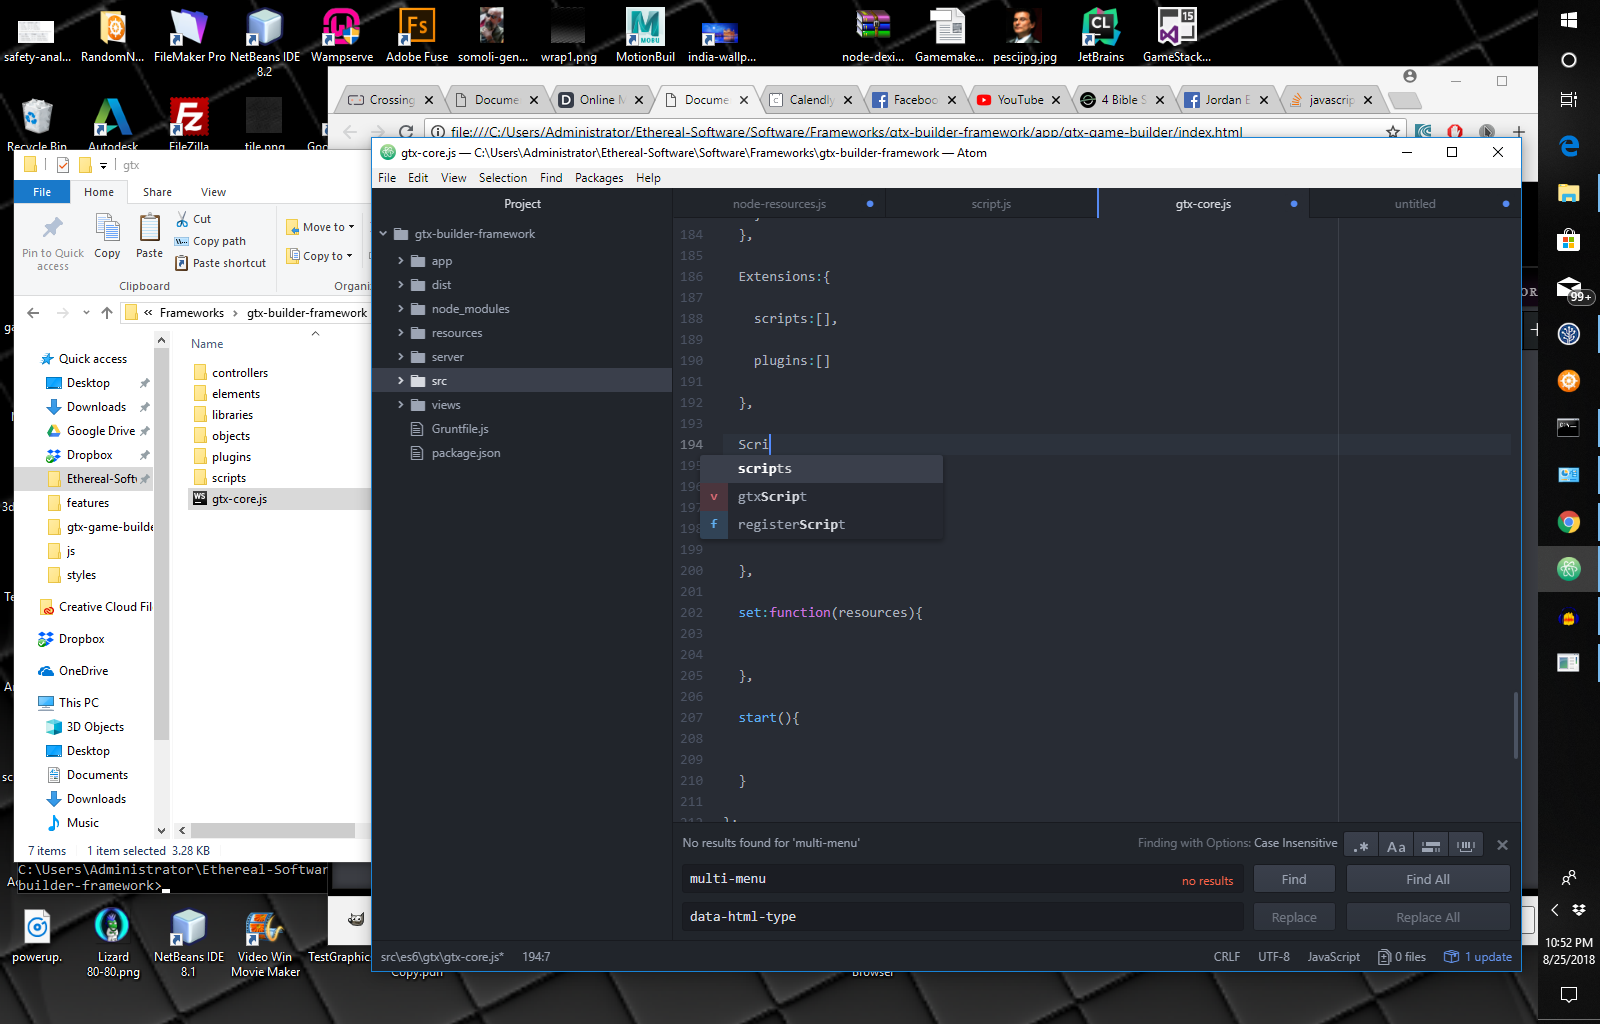 safety-anal...
RandomN...
FileMaker Pro
NetBeans IDE 8.2
Wampserve
Adobe Fuse
somoli-gen...
wrap1.png
MotionBuil
india-wallp...
node-dexi...
Gamemake...
pescijpg.jpg
JetBrains
GameStack...
Recycle Bin
Autodesk
FileZilla
tile.png
Crossing
Docume
Online M
Docume
Calendly
Faceboo
YouTube
4 Bible S
Jordan B
javascrip
file:///C:/Users/Administrator/Ethereal-Software/Software/Frameworks/gtx-builder-framework/app/gtx-game-builder/index.html
gtx
File Home Share View
Pin to Quick access
Copy
Paste
Cut
Copy path
Paste shortcut
Move to
Copy to
Clipboard
Organi
Frameworks › gtx-builder-framework
Name
Quick access
Desktop
Downloads
Google Drive
Dropbox
Ethereal-Soft
features
gtx-game-builde
js
styles
Creative Cloud Fil
Dropbox
OneDrive
This PC
3D Objects
Desktop
Documents
Downloads
Music
controllers
elements
libraries
objects
plugins
scripts
gtx-core.js
7 items 1 item selected 3.28 KB
C:\Users\Administrator\Ethereal-Softwar
builder-framework>
gtx-core.js — C:\Users\Administrator\Ethereal-Software\Software\Frameworks\gtx-builder-framework — Atom
File Edit View Selection Find Packages Help
Project
node-resources.js
script.js
gtx-core.js
untitled
gtx-builder-framework
app
dist
node_modules
resources
server
src
views
Gruntfile.js
package.json
184 },
185
186 Extensions:{
187
188 scripts:[],
189
190 plugins:[]
191
192 },
193
194 Scri
195
scripts
v gtxScript
f registerScript
199
200 },
201
202 set:function(resources){
203
204
205 },
206
207 start(){
208
209
210 }
211
No results found for 'multi-menu'
Finding with Options: Case Insensitive
.* Aa
multi-menu
no results
Find
Find All
data-html-type
Replace
Replace All
src\es6\gtx\gtx-core.js* 194:7
CRLF UTF-8 JavaScript 0 files 1 update
powerup.
Lizard 80-80.png
NetBeans IDE 8.1
Video Win Movie Maker
TestGraphic
Copy.pdn
Browser
15
99+
10:52 PM
8/25/2018